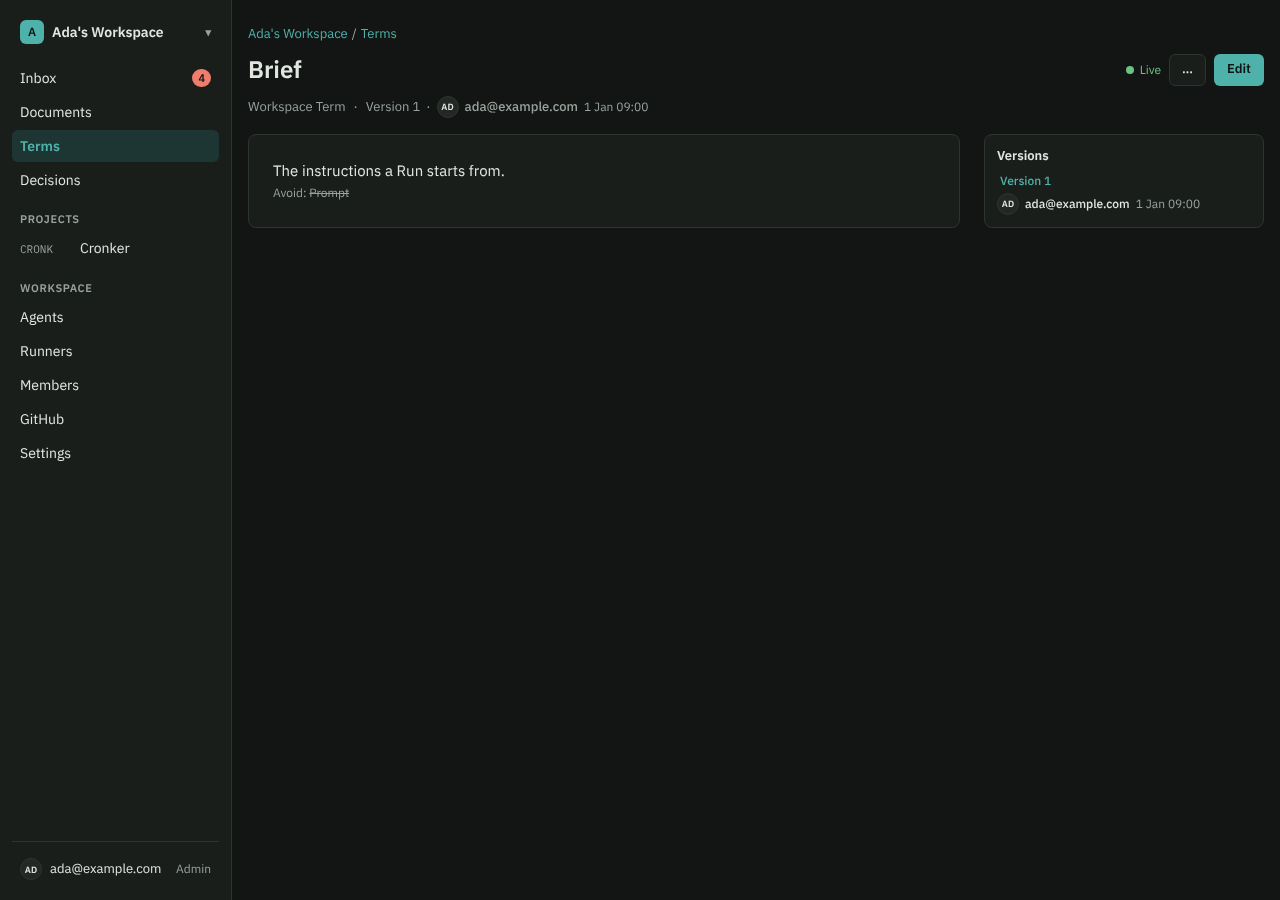 A Ada's Workspace ▾
Inbox 4
Documents
Terms
Decisions
PROJECTS
CRONK Cronker
WORKSPACE
Agents
Runners
Members
GitHub
Settings
AD ada@example.com Admin
Ada's Workspace / Terms
Brief
Live ... Edit
Workspace Term · Version 1 · AD ada@example.com 1 Jan 09:00
The instructions a Run starts from.
Avoid: Prompt
Versions
Version 1
AD ada@example.com 1 Jan 09:00